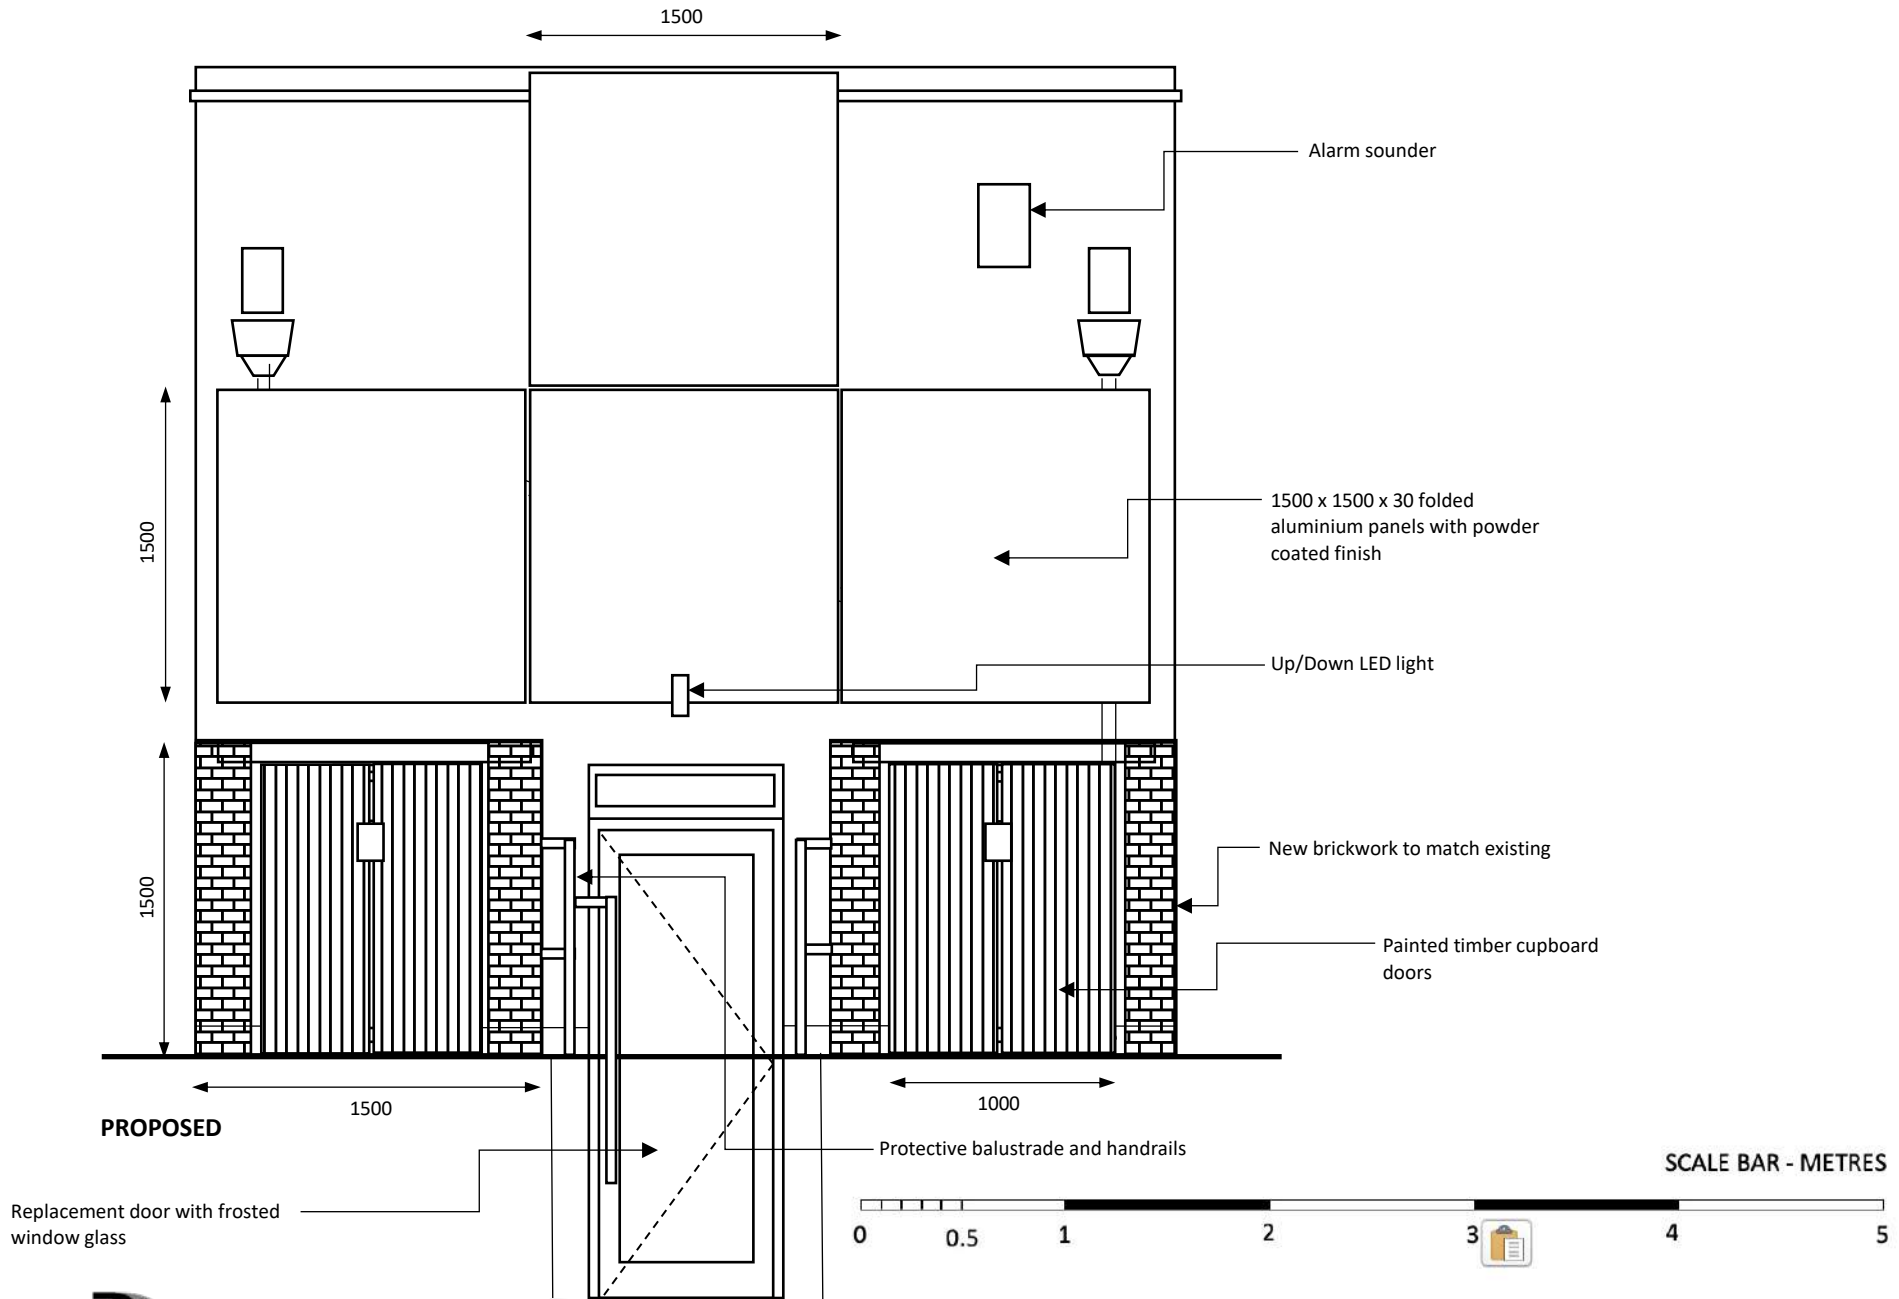 1500
Alarm sounder
1500
1500 x 1500 x 30 folded
aluminium panels with powder
coated finish
Up/Down LED light
1500
New brickwork to match existing
Painted timber cupboard
doors
1500
1000
PROPOSED
Protective balustrade and handrails
SCALE BAR - METRES
Replacement door with frosted
window glass
0 0.5 1 2 3 4 5